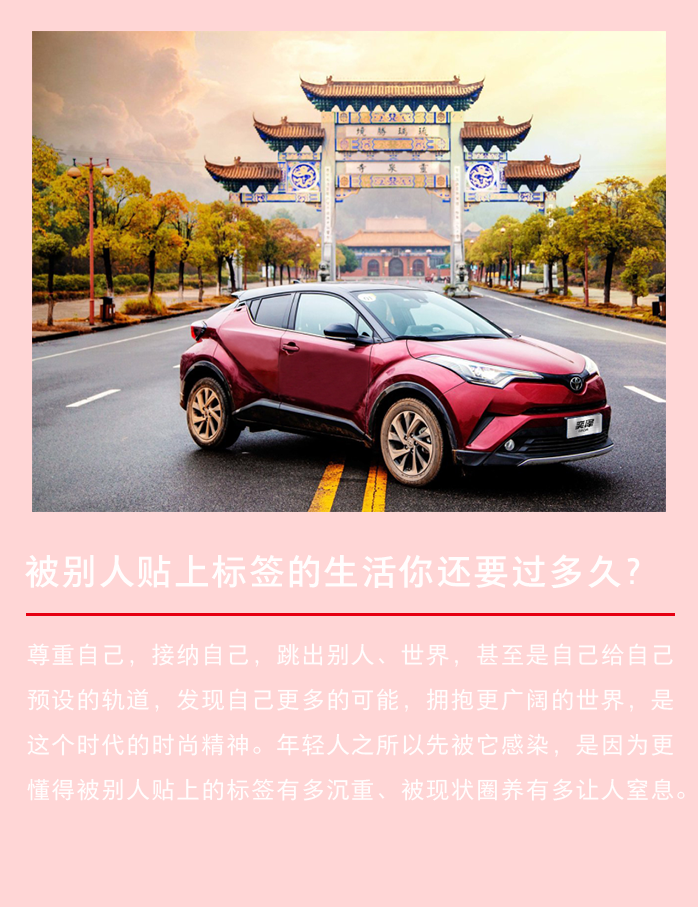 奕泽
被别人贴上标签的生活你还要过多久？
尊重自己，接纳自己，跳出别人、世界，甚至是自己给自己
预设的轨道，发现自己更多的可能，拥抱更广阔的世界，是
这个时代的时尚精神。年轻人之所以先被它感染，是因为更
懂得被别人贴上的标签有多沉重、被现状圈养有多让人窒息。